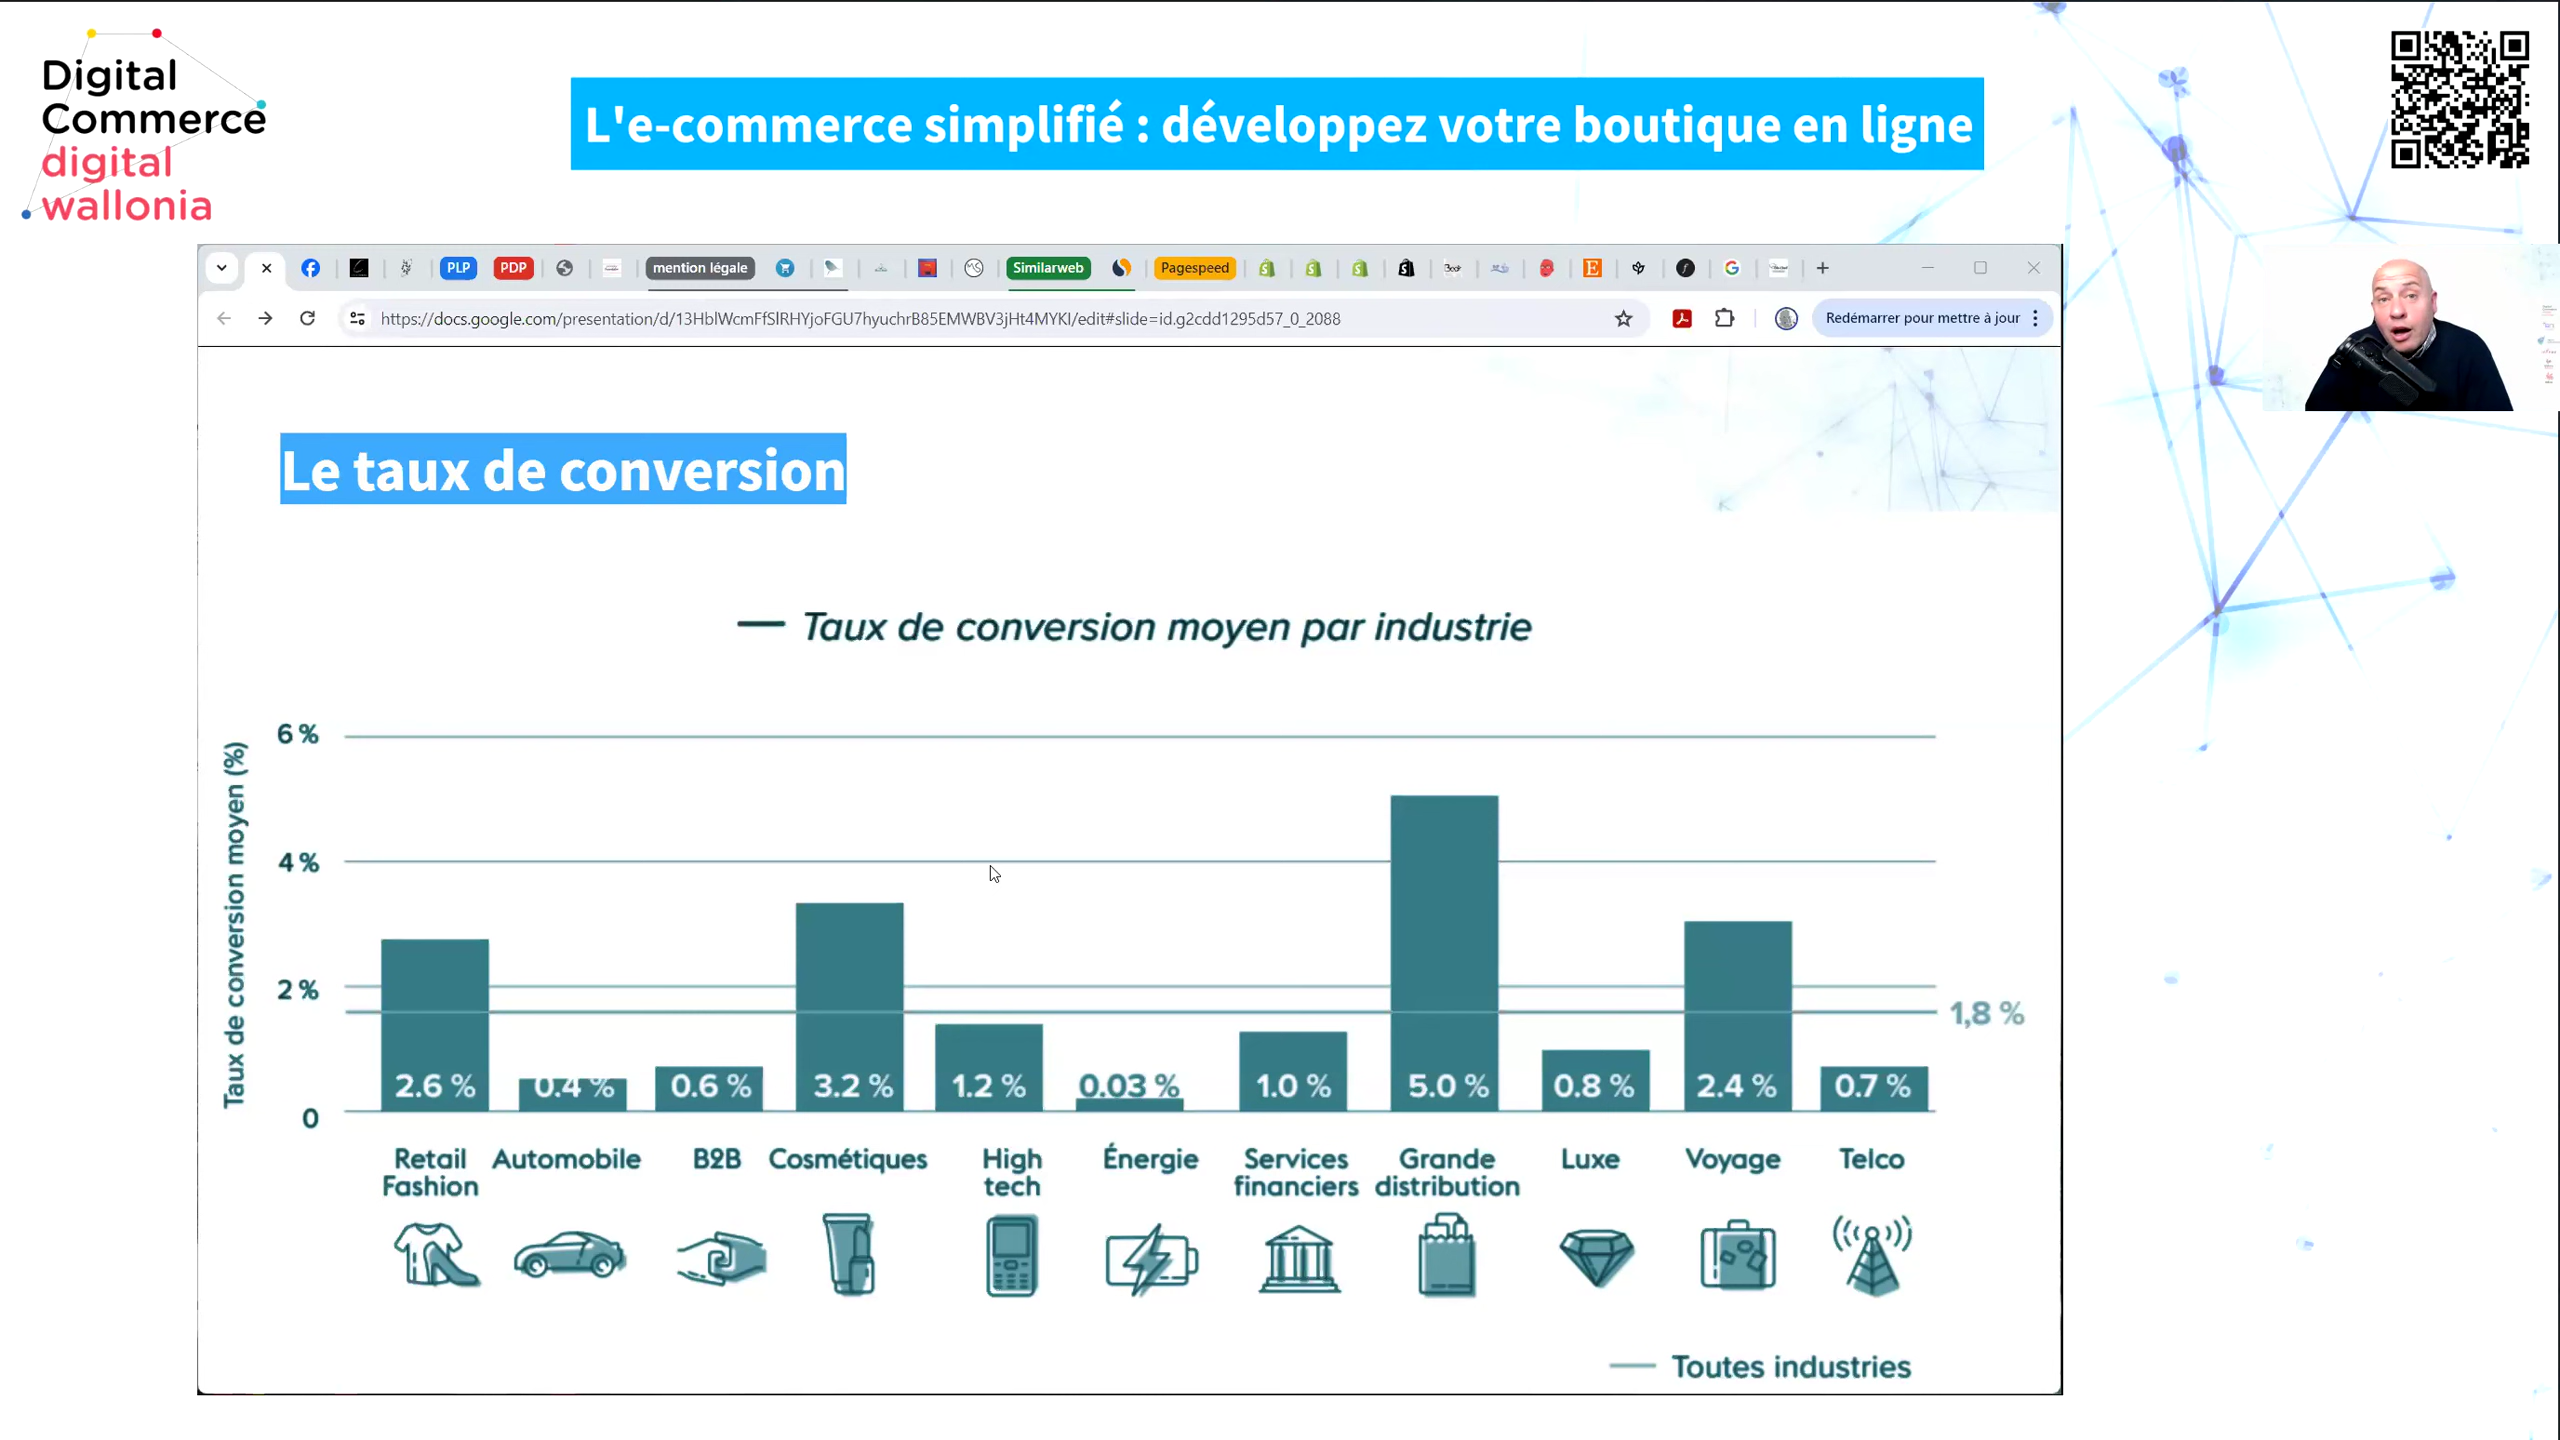 Digital
Commerce
digital
wallonia
L'e-commerce simplifié : développez votre boutique en ligne
PLP
PDP
mention légale
Similarweb
Pagespeed
https://docs.google.com/presentation/d/13HblWcmFfSlRHYjoFGU7hyuchrB85EMWBV3jHt4MYKI/edit#slide=id.g2cdd1295d57_0_2088
Redémarrer pour mettre à jour
Le taux de conversion
Taux de conversion moyen par industrie
Taux de conversion moyen (%)
6 %
4 %
2 %
0
1,8 %
2.6 %
0.4 %
0.6 %
3.2 %
1.2 %
0.03 %
1.0 %
5.0 %
0.8 %
2.4 %
0.7 %
Retail
Fashion
Automobile
B2B
Cosmétiques
High
tech
Énergie
Services
financiers
Grande
distribution
Luxe
Voyage
Telco
Toutes industries